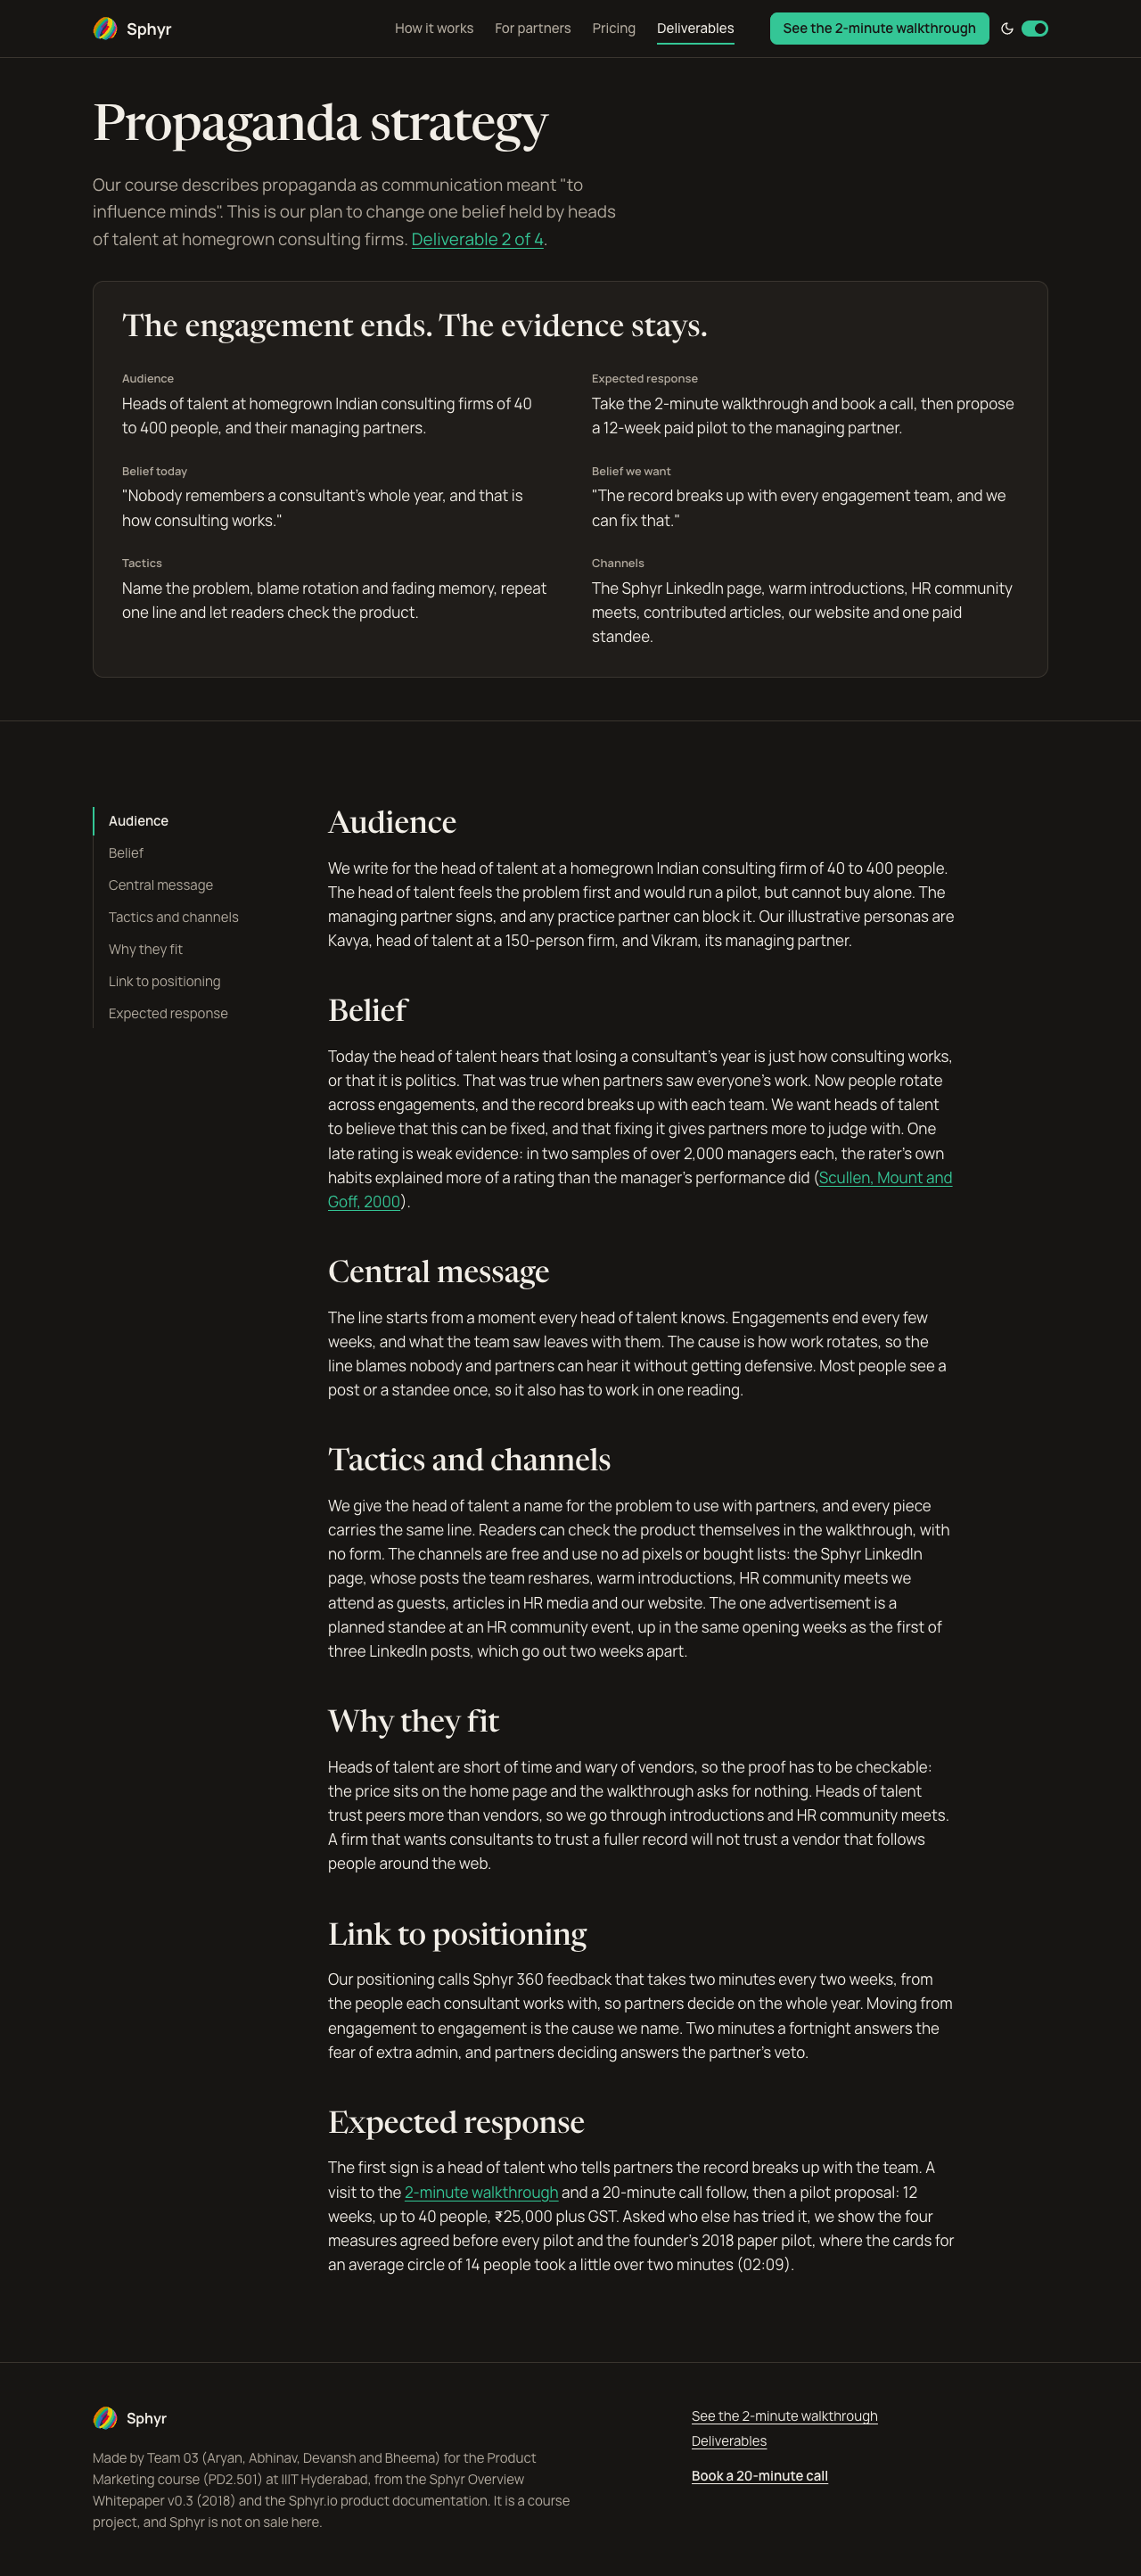 Sphyr
How it works
For partners
Pricing
Deliverables
See the 2-minute walkthrough
Propaganda strategy
Our course describes propaganda as communication meant "to
influence minds". This is our plan to change one belief held by heads
of talent at homegrown consulting firms. Deliverable 2 of 4.
The engagement ends. The evidence stays.
Audience
Heads of talent at homegrown Indian consulting firms of 40
to 400 people, and their managing partners.
Expected response
Take the 2-minute walkthrough and book a call, then propose
a 12-week paid pilot to the managing partner.
Belief today
"Nobody remembers a consultant's whole year, and that is
how consulting works."
Belief we want
"The record breaks up with every engagement team, and we
can fix that."
Tactics
Name the problem, blame rotation and fading memory, repeat
one line and let readers check the product.
Channels
The Sphyr LinkedIn page, warm introductions, HR community
meets, contributed articles, our website and one paid
standee.
Audience
Belief
Central message
Tactics and channels
Why they fit
Link to positioning
Expected response
Audience
We write for the head of talent at a homegrown Indian consulting firm of 40 to 400 people.
The head of talent feels the problem first and would run a pilot, but cannot buy alone. The
managing partner signs, and any practice partner can block it. Our illustrative personas are
Kavya, head of talent at a 150-person firm, and Vikram, its managing partner.
Belief
Today the head of talent hears that losing a consultant's year is just how consulting works,
or that it is politics. That was true when partners saw everyone's work. Now people rotate
across engagements, and the record breaks up with each team. We want heads of talent
to believe that this can be fixed, and that fixing it gives partners more to judge with. One
late rating is weak evidence: in two samples of over 2,000 managers each, the rater's own
habits explained more of a rating than the manager's performance did (Scullen, Mount and
Goff, 2000).
Central message
The line starts from a moment every head of talent knows. Engagements end every few
weeks, and what the team saw leaves with them. The cause is how work rotates, so the
line blames nobody and partners can hear it without getting defensive. Most people see a
post or a standee once, so it also has to work in one reading.
Tactics and channels
We give the head of talent a name for the problem to use with partners, and every piece
carries the same line. Readers can check the product themselves in the walkthrough, with
no form. The channels are free and use no ad pixels or bought lists: the Sphyr LinkedIn
page, whose posts the team reshares, warm introductions, HR community meets we
attend as guests, articles in HR media and our website. The one advertisement is a
planned standee at an HR community event, up in the same opening weeks as the first of
three LinkedIn posts, which go out two weeks apart.
Why they fit
Heads of talent are short of time and wary of vendors, so the proof has to be checkable:
the price sits on the home page and the walkthrough asks for nothing. Heads of talent
trust peers more than vendors, so we go through introductions and HR community meets.
A firm that wants consultants to trust a fuller record will not trust a vendor that follows
people around the web.
Link to positioning
Our positioning calls Sphyr 360 feedback that takes two minutes every two weeks, from
the people each consultant works with, so partners decide on the whole year. Moving from
engagement to engagement is the cause we name. Two minutes a fortnight answers the
fear of extra admin, and partners deciding answers the partner's veto.
Expected response
The first sign is a head of talent who tells partners the record breaks up with the team. A
visit to the 2-minute walkthrough and a 20-minute call follow, then a pilot proposal: 12
weeks, up to 40 people, ₹25,000 plus GST. Asked who else has tried it, we show the four
measures agreed before every pilot and the founder's 2018 paper pilot, where the cards for
an average circle of 14 people took a little over two minutes (02:09).
Sphyr
Made by Team 03 (Aryan, Abhinav, Devansh and Bheema) for the Product
Marketing course (PD2.501) at IIIT Hyderabad, from the Sphyr Overview
Whitepaper v0.3 (2018) and the Sphyr.io product documentation. It is a course
project, and Sphyr is not on sale here.
See the 2-minute walkthrough
Deliverables
Book a 20-minute call